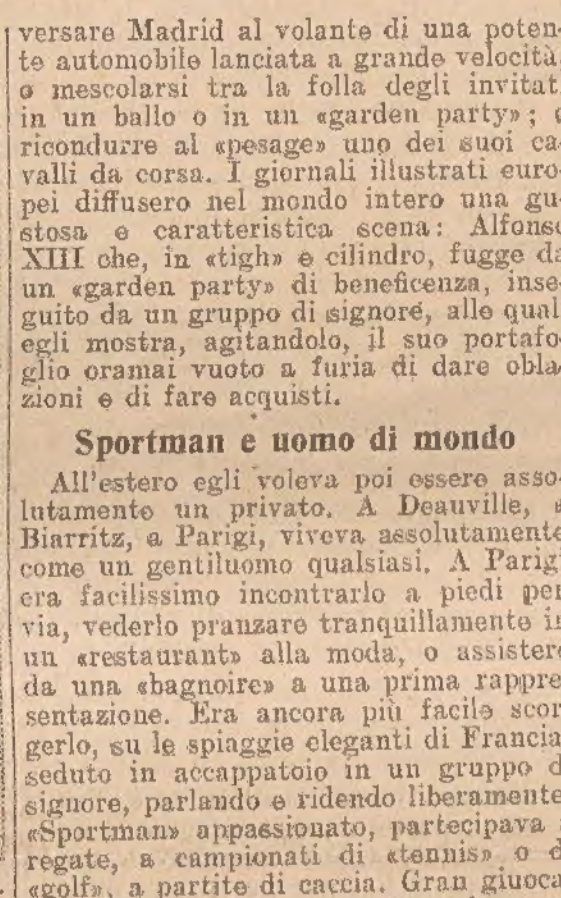 versare Madrid al volante di una poten-
te automobile lanciata a grande velocità
o mescolarsi tra la folla degli invitat
in un ballo o in un «garden party»; o
ricondurre al «pesage» uno dei suoi ca-
valli da corsa. I giornali illustrati euro-
pei diffusero nel mondo intero una gu-
stosa e caratteristica scena: Alfonso
XIII che, in «tigh» e cilindro, fugge da
un «garden party» di beneficenza, inse-
guito da un gruppo di signore, alle qual
egli mostra, agitandolo, il suo portafo-
glio oramai vuoto a furia di dare obla-
zioni e di fare acquisti.
Sportman e uomo di mondo
All'estero egli voleva poi essere asso-
lutamente un privato. A Deauville, a
Biarritz, a Parigi, viveva assolutamente
come un gentiluomo qualsiasi. A Parigi
era facilissimo incontrarlo a piedi per
via, vederlo pranzare tranquillamente in
un «restaurant» alla moda, o assistere
da una «bagnoire» a una prima rappre
sentazione. Era ancora più facile scor
gerlo, su le spiaggie eleganti di Francia
seduto in accappatoio in un gruppo d
signore, parlando e ridendo liberamente
«Sportman» appassionato, partecipava
regate, a campionati di «tennis» o d
«golf», a partite di caccia. Gran giuoca